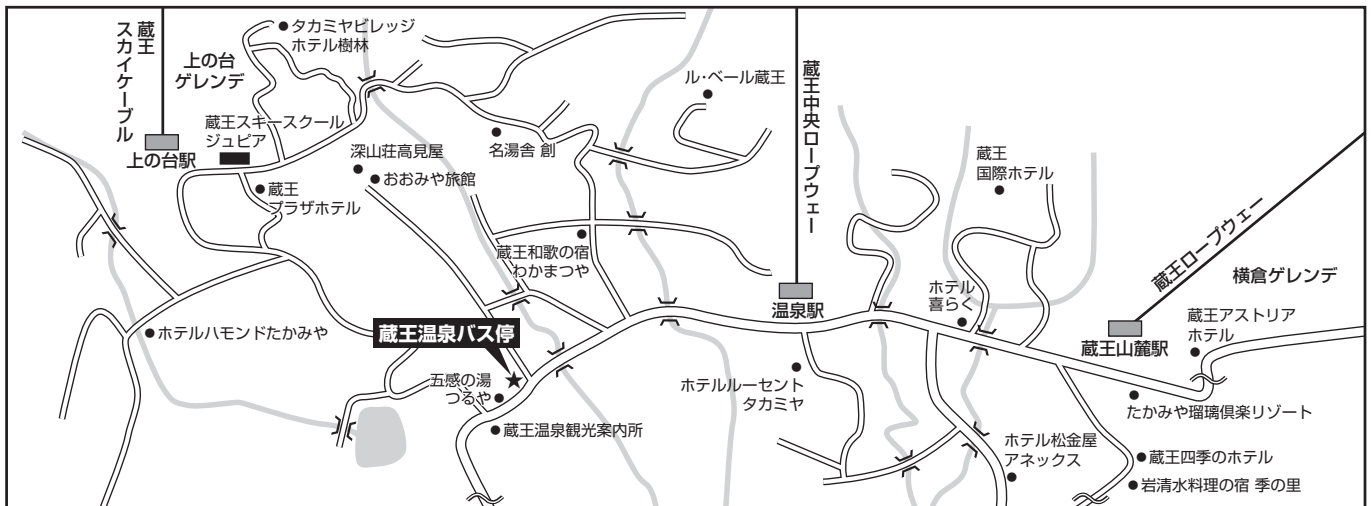 蔵王
スカイケーブル
上の台
ゲレンデ
タカミヤビレッジ
ホテル樹林
蔵王スキースクール
ジュピア
上の台駅
蔵王
プラザホテル
深山荘高見屋
おおみや旅館
名湯舎 創
ル・ベール蔵王
蔵王中央ロープウェー
蔵王
国際ホテル
蔵王ロープウェー
横倉ゲレンデ
蔵王和歌の宿
わかまつや
温泉駅
ホテル
喜らく
蔵王山麓駅
蔵王アストリア
ホテル
ホテルハモンドたかみや
蔵王温泉バス停
五感の湯
つるや
蔵王温泉観光案内所
ホテルルーセント
タカミヤ
たかみや瑠璃倶楽リゾート
ホテル松金屋
アネックス
蔵王四季のホテル
岩清水料理の宿 季の里